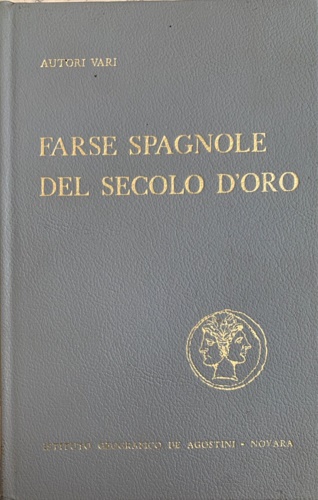 AUTORI VARI
FARSE SPAGNOLE
DEL SECOLO D'ORO
ISTITUTO GEOGRAFICO DE AGOSTINI - NOVARA